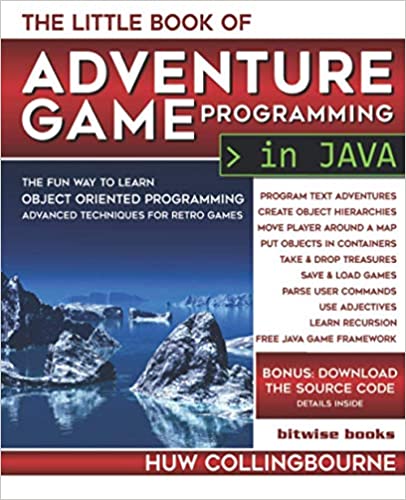 THE LITTLE BOOK OF
ADVENTURE
GAME PROGRAMMING
> in JAVA
THE FUN WAY TO LEARN
OBJECT ORIENTED PROGRAMMING
ADVANCED TECHNIQUES FOR RETRO GAMES
PROGRAM TEXT ADVENTURES
CREATE OBJECT HIERARCHIES
MOVE PLAYER AROUND A MAP
PUT OBJECTS IN CONTAINERS
TAKE & DROP TREASURES
SAVE & LOAD GAMES
PARSE USER COMMANDS
USE ADJECTIVES
LEARN RECURSION
FREE JAVA GAME FRAMEWORK
BONUS: DOWNLOAD
THE SOURCE CODE
DETAILS INSIDE
bitwise books
HUW COLLINGBOURNE